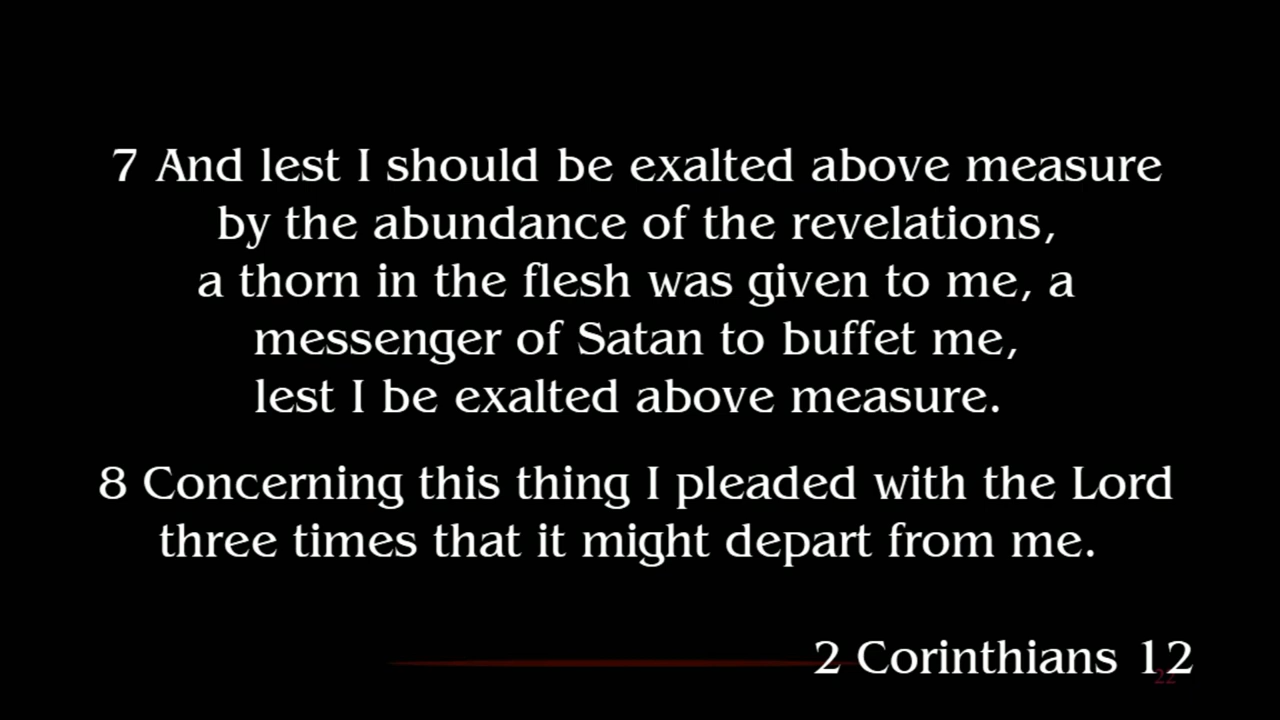 7 And lest I should be exalted above measure
by the abundance of the revelations,
a thorn in the flesh was given to me, a
messenger of Satan to buffet me,
lest I be exalted above measure.
8 Concerning this thing I pleaded with the Lord
three times that it might depart from me.
2 Corinthians 12
22